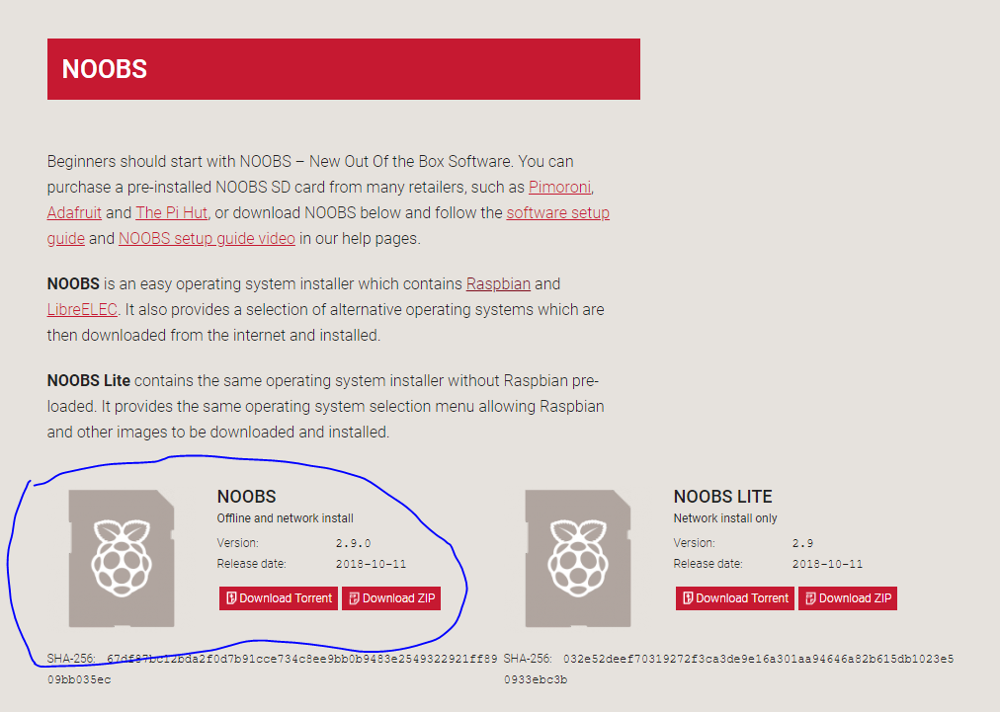 NOOBS
Beginners should start with NOOBS – New Out Of the Box Software. You can
purchase a pre-installed NOOBS SD card from many retailers, such as Pimoroni,
Adafruit and The Pi Hut, or download NOOBS below and follow the software setup
guide and NOOBS setup guide video in our help pages.
NOOBS is an easy operating system installer which contains Raspbian and
LibreELEC. It also provides a selection of alternative operating systems which are
then downloaded from the internet and installed.
NOOBS Lite contains the same operating system installer without Raspbian pre-
loaded. It provides the same operating system selection menu allowing Raspbian
and other images to be downloaded and installed.
NOOBS
Offline and network install
Version: 2.9.0
Release date: 2018-10-11
Download Torrent Download ZIP
SHA-256: 67df87bc12bda2f0d7b91cce734c8ee9bb0b9483e2549322921ff89
09bb035ec
NOOBS LITE
Network install only
Version: 2.9
Release date: 2018-10-11
Download Torrent Download ZIP
SHA-256: 032e52deef70319272f3ca3de9e16a301aa94646a82b615db1023e5
0933ebc3b